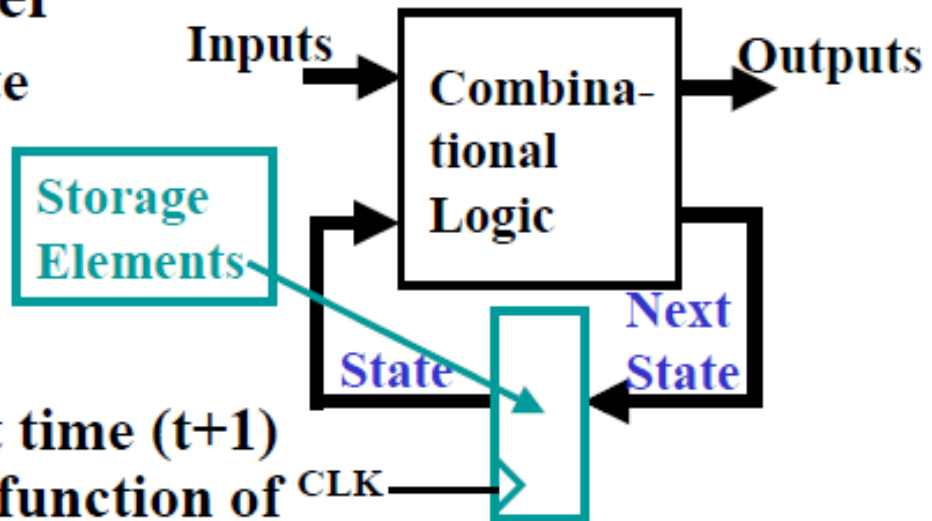 Inputs
Outputs
Combina-
tional
Logic
Storage
Elements
Next
State
State
time (t+1)
function of
CLK